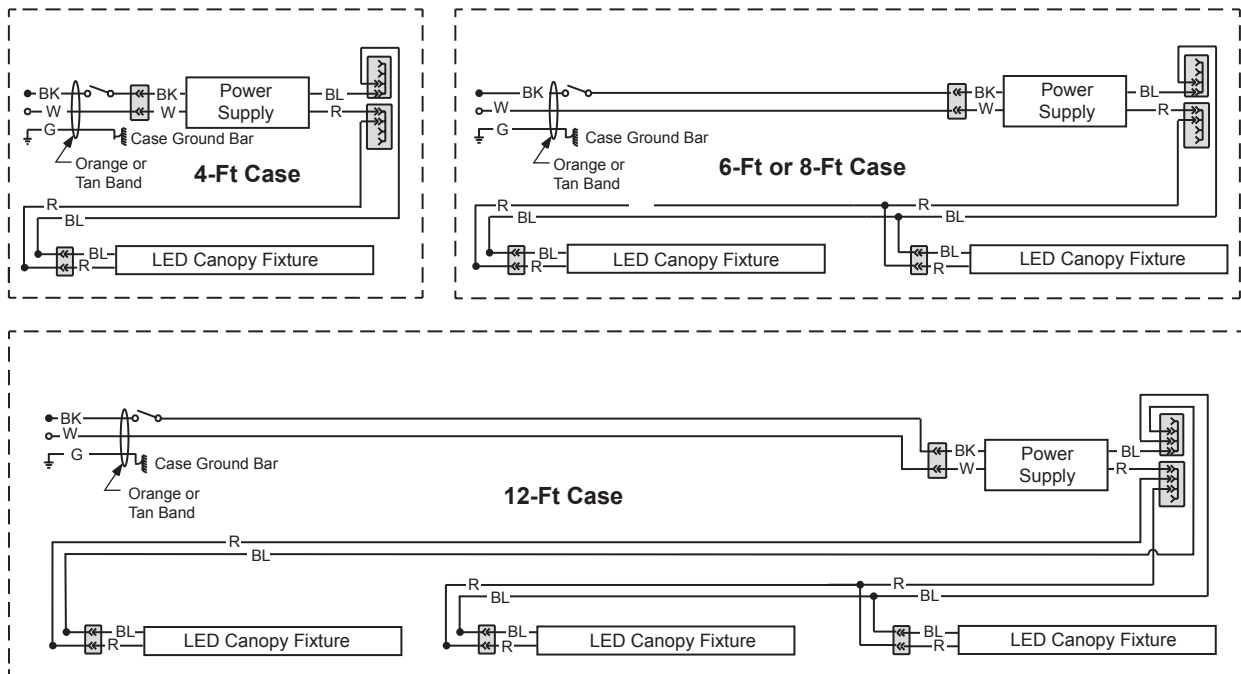 BK
W
G
BK
W
Power
Supply
BL
R
Case Ground Bar
Orange or
Tan Band
4-Ft Case
R
BL
BL
R
LED Canopy Fixture
BK
W
G
BK
W
Power
Supply
BL
R
Case Ground Bar
Orange or
Tan Band
6-Ft or 8-Ft Case
R
BL
R
BL
BL
R
LED Canopy Fixture
BL
R
LED Canopy Fixture
BK
W
G
Case Ground Bar
Orange or
Tan Band
BK
W
Power
Supply
BL
R
12-Ft Case
R
BL
R
BL
R
BL
BL
R
LED Canopy Fixture
BL
R
LED Canopy Fixture
BL
R
LED Canopy Fixture